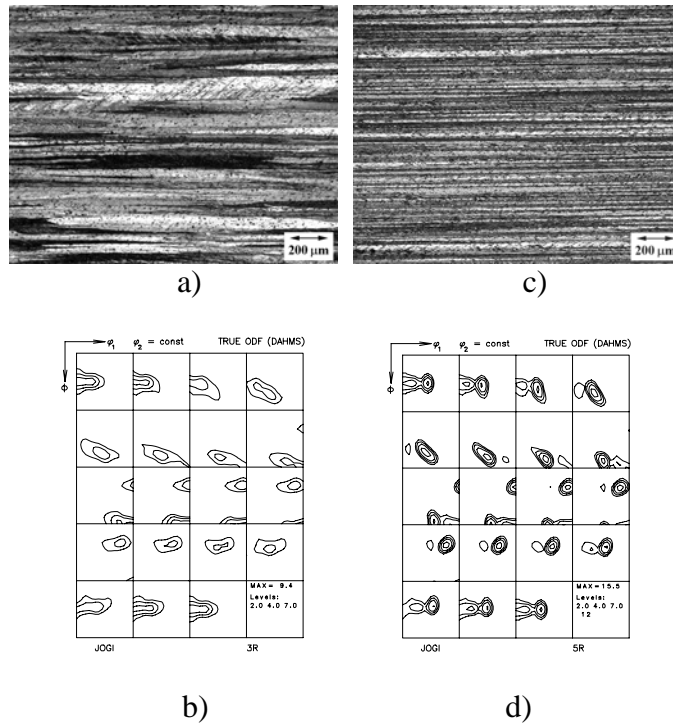 200 μm
200 μm
a)
c)
φ₁ φ₂ = const TRUE ODF (DAHMS)
Φ
MAX= 9.4
Levels:
2.0 4.0 7.0
JOGI 3R
φ₁ φ₂ = const TRUE ODF (DAHMS)
Φ
MAX=15.5
Levels:
2.0 4.0 7.0
12
JOGI 5R
b)
d)